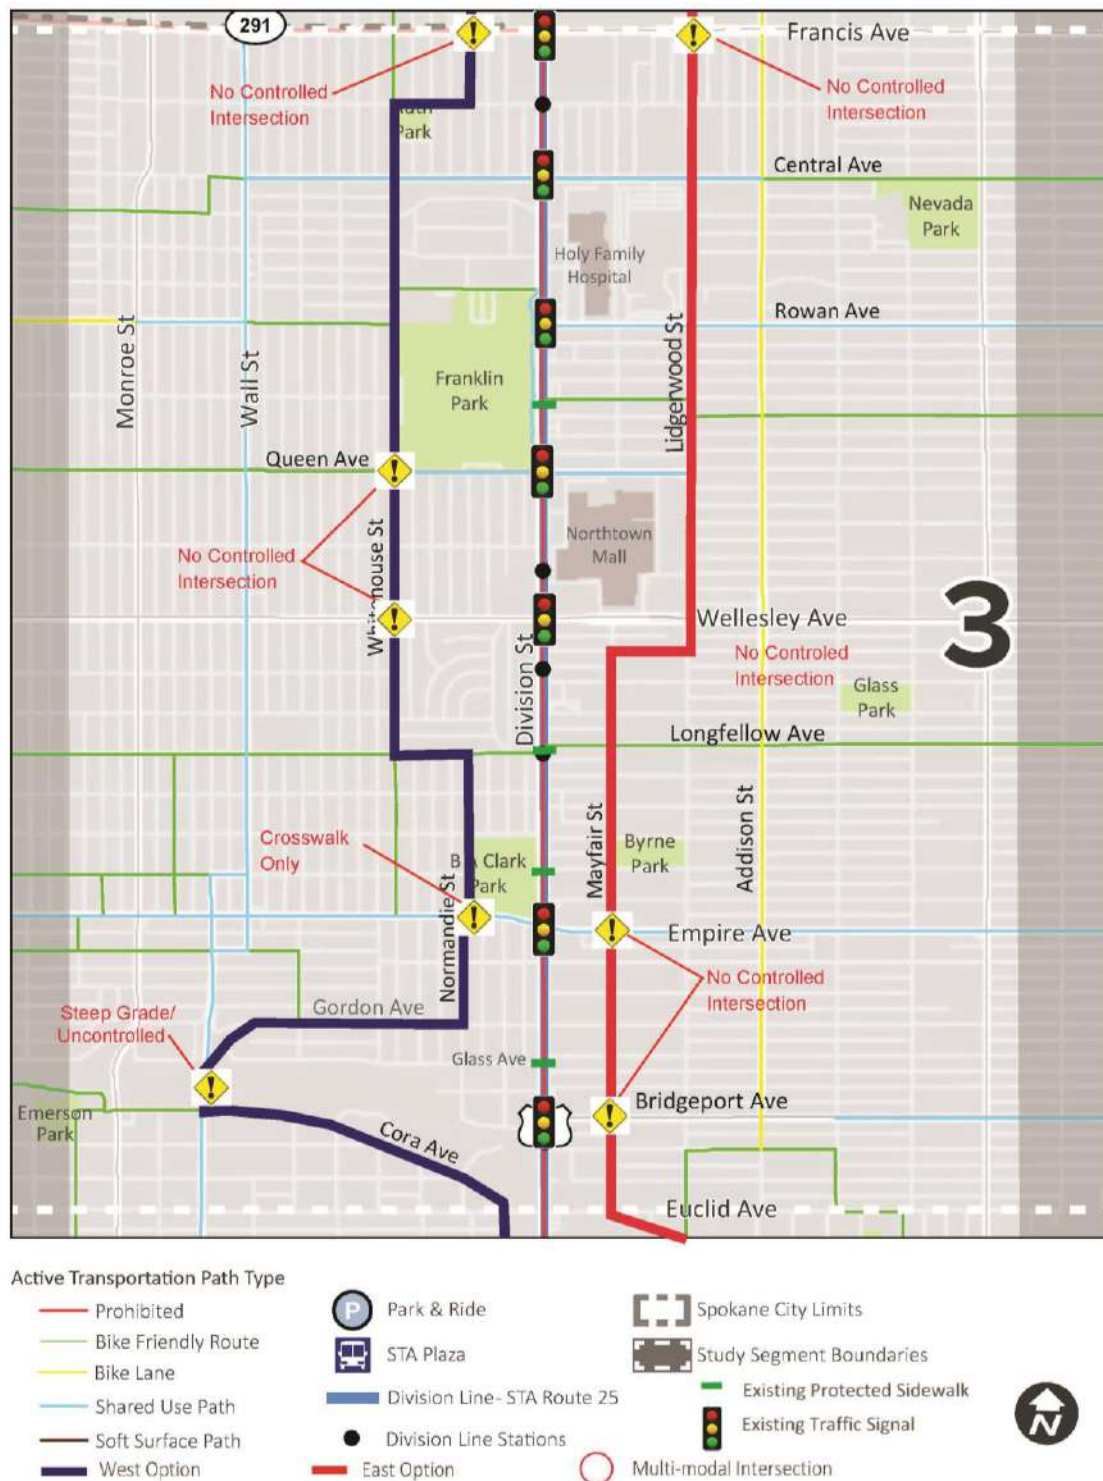 291
Francis Ave
No Controlled
Intersection
No Controlled
Intersection
Park
Central Ave
Nevada
Park
Holy Family
Hospital
Rowan Ave
Monroe St
Wall St
Lidgerwood St
Franklin
Park
Queen Ave
No Controlled
Intersection
Northtown
Mall
Wellesley Ave
3
No Controled
Intersection
Division St
Glass
Park
Longfellow Ave
Crosswalk
Only
Mayfair St
Addison St
Byrne
Park
Clark
Park
Normandie St
Empire Ave
No Controlled
Intersection
Steep Grade/
Uncontrolled
Gordon Ave
Glass Ave
Emerson
Park
Bridgeport Ave
Cora Ave
Euclid Ave
Active Transportation Path Type
Prohibited
Bike Friendly Route
Bike Lane
Shared Use Path
Soft Surface Path
West Option
P
Park & Ride
STA Plaza
Division Line- STA Route 25
Division Line Stations
East Option
Spokane City Limits
Study Segment Boundaries
Existing Protected Sidewalk
Existing Traffic Signal
Multi-modal Intersection
N